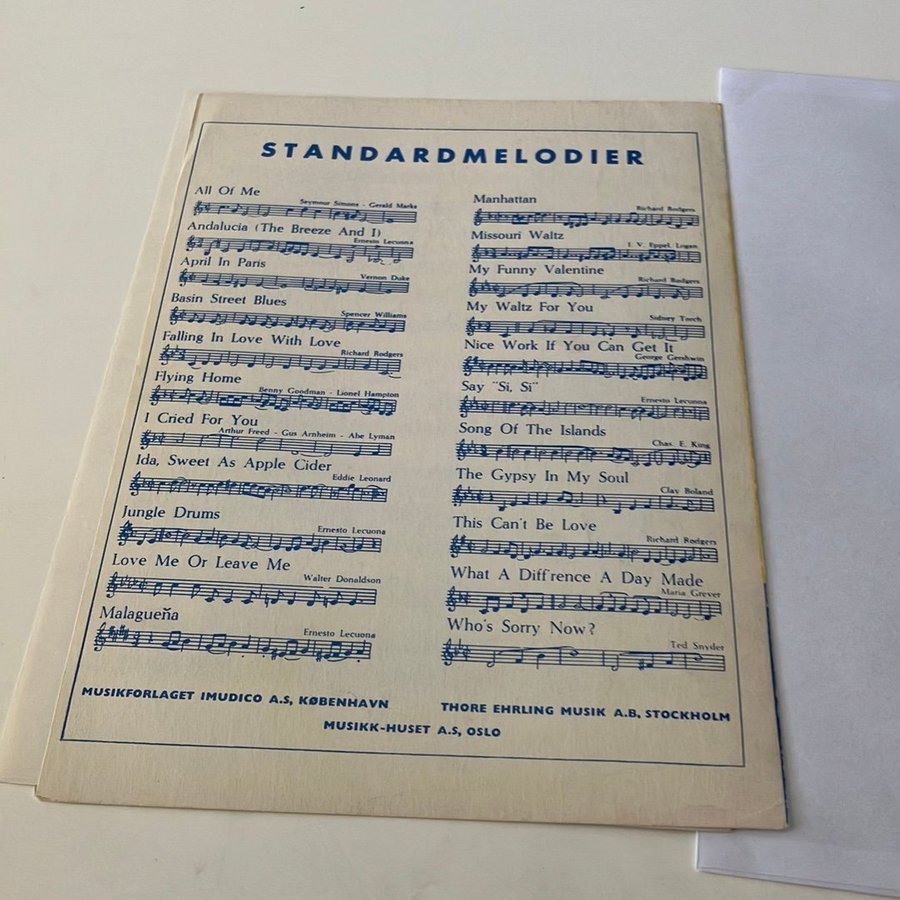 STANDARDMELODIER
All Of Me
Seymour Simons - Gerald Marks
Andalucía (The Breeze And I)
Ernesto Lecuona
April In Paris
Vernon Duke
Basin Street Blues
Spencer Williams
Falling In Love With Love
Richard Rodgers
Flying Home
Benny Goodman - Lionel Hampton
I Cried For You
Arthur Freed - Gus Arnheim - Abe Lyman
Ida, Sweet As Apple Cider
Eddie Leonard
Jungle Drums
Ernesto Lecuona
Love Me Or Leave Me
Walter Donaldson
Malagueña
Ernesto Lecuona
Manhattan
Richard Rodgers
Missouri Waltz
J. V. Eppel. Logan
My Funny Valentine
Richard Rodgers
My Waltz For You
Sidney Torch
Nice Work If You Can Get It
George Gershwin
Say "Si, Si"
Ernesto Lecuona
Song Of The Islands
Chas. E. King
The Gypsy In My Soul
Clay Boland
This Can't Be Love
Richard Rodgers
What A Diff'rence A Day Made
Maria Grever
Who's Sorry Now?
Ted Snyder
MUSIKFORLAGET IMUDICO A.S, KØBENHAVN
THORE EHRLING MUSIK A.B, STOCKHOLM
MUSIKK-HUSET A.S, OSLO